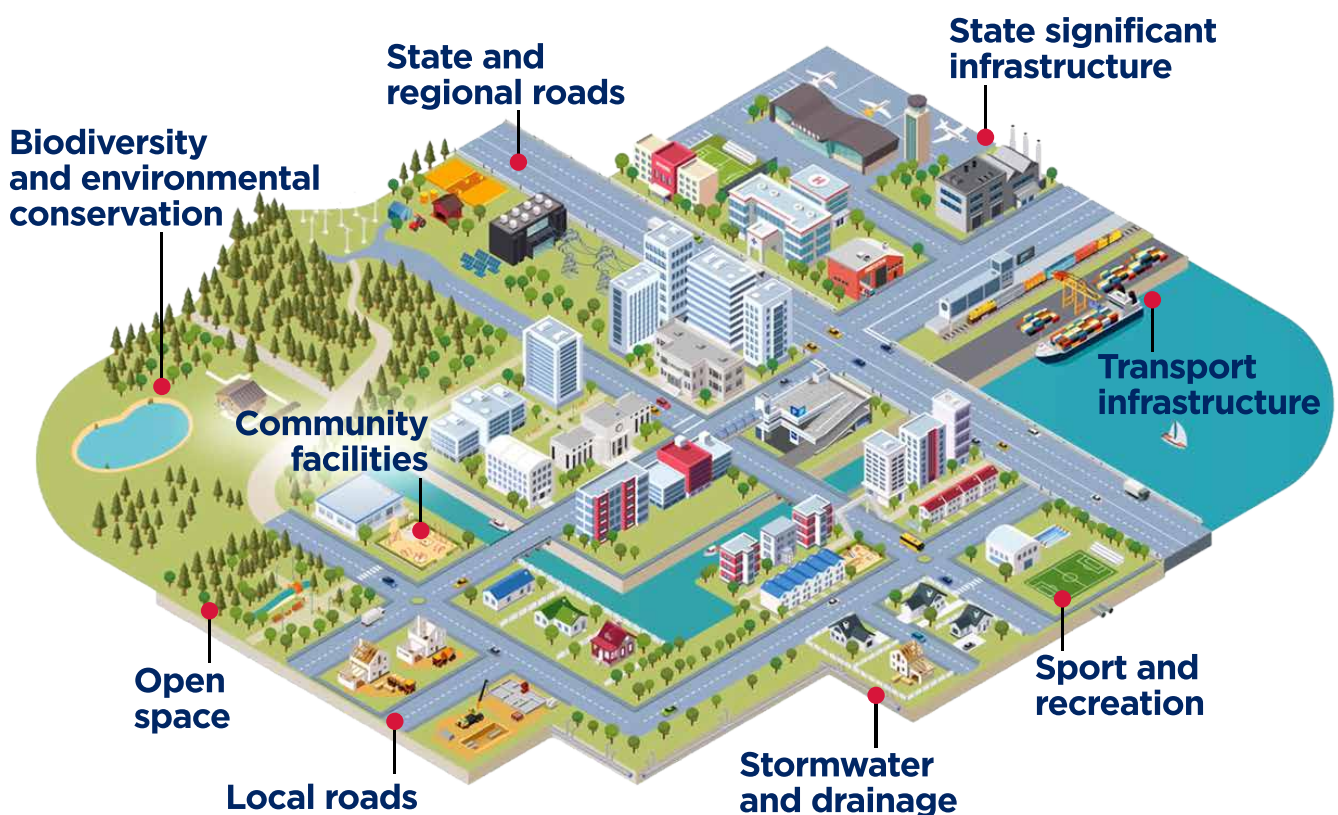 State significant
infrastructure
State and
regional roads
Biodiversity
and environmental
conservation
Transport
infrastructure
Community
facilities
Open
space
Sport and
recreation
Stormwater
and drainage
Local roads
H